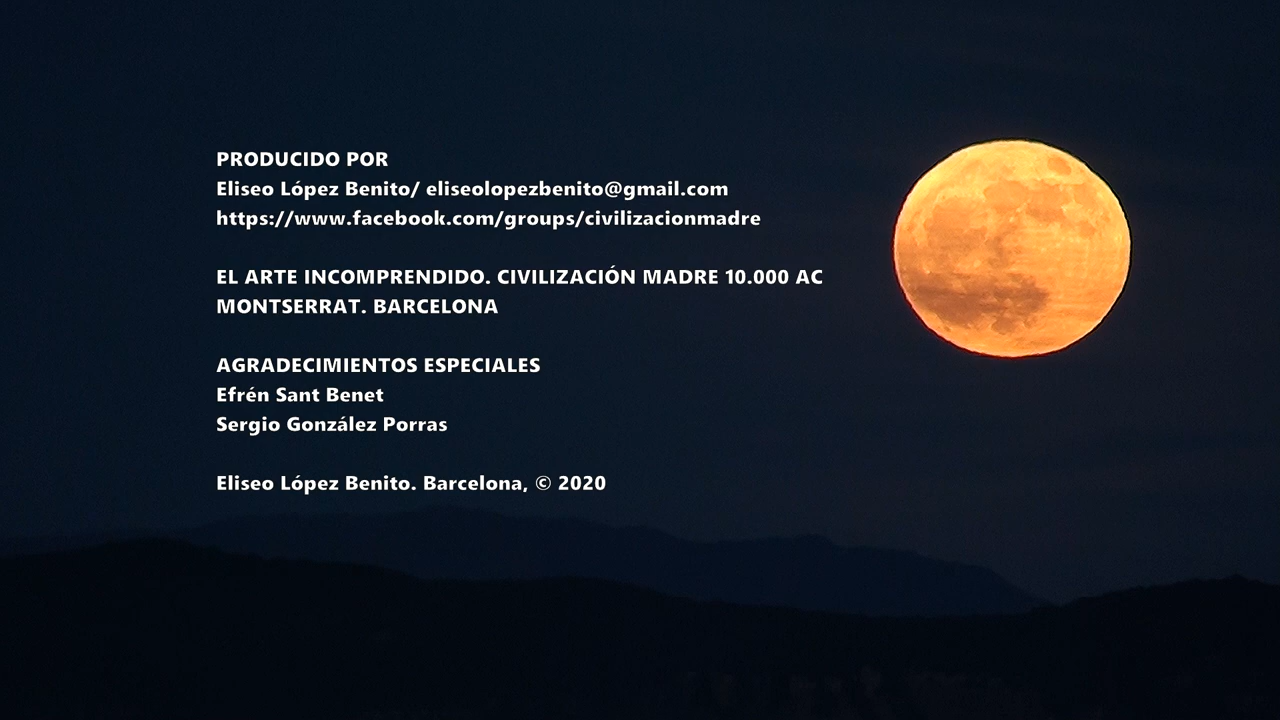 PRODUCIDO POR
Eliseo López Benito/ eliseolopezbenito@gmail.com
https://www.facebook.com/groups/civilizacionmadre
EL ARTE INCOMPRENDIDO. CIVILIZACIÓN MADRE 10.000 AC
MONTSERRAT. BARCELONA
AGRADECIMIENTOS ESPECIALES
Efrén Sant Benet
Sergio González Porras
Eliseo López Benito. Barcelona, © 2020